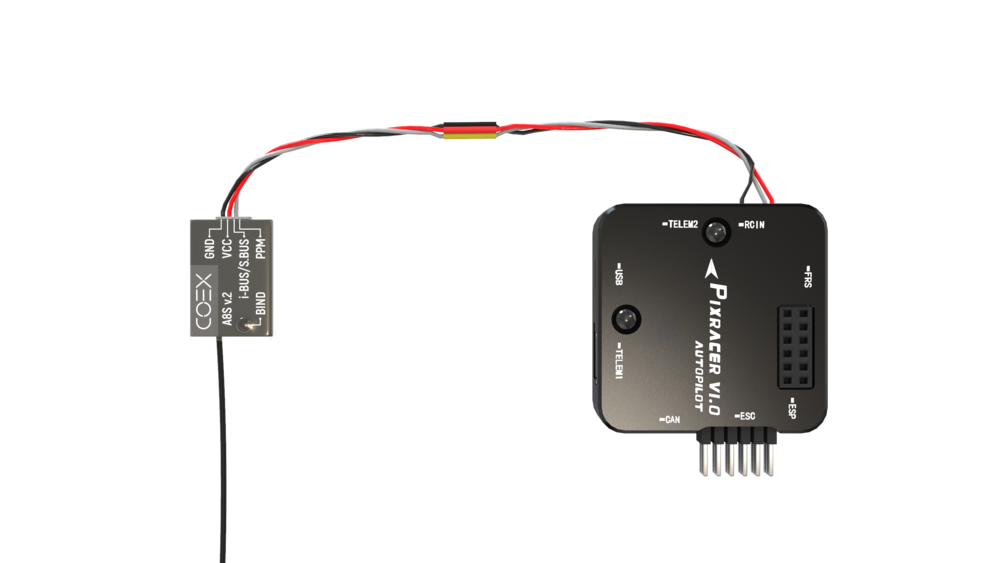 GND
VCC
i-BUS/S.BUS
PPM
COEX
A8S v.2
BIND
TELEM2
RCIN
USB
FRS
PIXRACER V1.0
AUTOPILOT
TELEM1
CAN
ESC
ESP